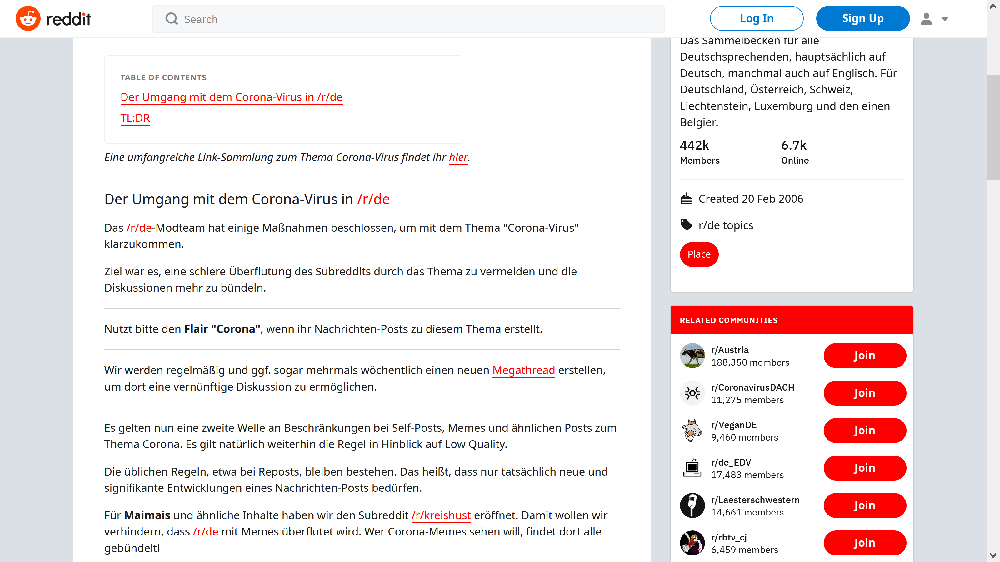 reddit
Search
Log In
Sign Up
TABLE OF CONTENTS
Der Umgang mit dem Corona-Virus in /r/de
TL:DR
Eine umfangreiche Link-Sammlung zum Thema Corona-Virus findet ihr hier.
Der Umgang mit dem Corona-Virus in /r/de
Das /r/de-Modteam hat einige Maßnahmen beschlossen, um mit dem Thema "Corona-Virus"
klarzukommen.
Ziel war es, eine schiere Überflutung des Subreddits durch das Thema zu vermeiden und die
Diskussionen mehr zu bündeln.
Nutzt bitte den Flair "Corona", wenn ihr Nachrichten-Posts zu diesem Thema erstellt.
Wir werden regelmäßig und ggf. sogar mehrmals wöchentlich einen neuen Megathread erstellen,
um dort eine vernünftige Diskussion zu ermöglichen.
Es gelten nun eine zweite Welle an Beschränkungen bei Self-Posts, Memes und ähnlichen Posts zum
Thema Corona. Es gilt natürlich weiterhin die Regel in Hinblick auf Low Quality.
Die üblichen Regeln, etwa bei Reposts, bleiben bestehen. Das heißt, dass nur tatsächlich neue und
signifikante Entwicklungen eines Nachrichten-Posts bedürfen.
Für Maimais und ähnliche Inhalte haben wir den Subreddit /r/kreishust eröffnet. Damit wollen wir
verhindern, dass /r/de mit Memes überflutet wird. Wer Corona-Memes sehen will, findet dort alle
gebündelt!
Das Sammelbecken für alle
Deutschsprechenden, hauptsächlich auf
Deutsch, manchmal auch auf Englisch. Für
Deutschland, Österreich, Schweiz,
Liechtenstein, Luxemburg und den einen
Belgier.
442k
Members
6.7k
Online
Created 20 Feb 2006
r/de topics
Place
RELATED COMMUNITIES
r/Austria
188,350 members
Join
r/CoronavirusDACH
11,275 members
Join
r/VeganDE
9,460 members
Join
r/de_EDV
17,483 members
Join
r/Laesterschwestern
14,661 members
Join
r/rbtv_cj
6,459 members
Join